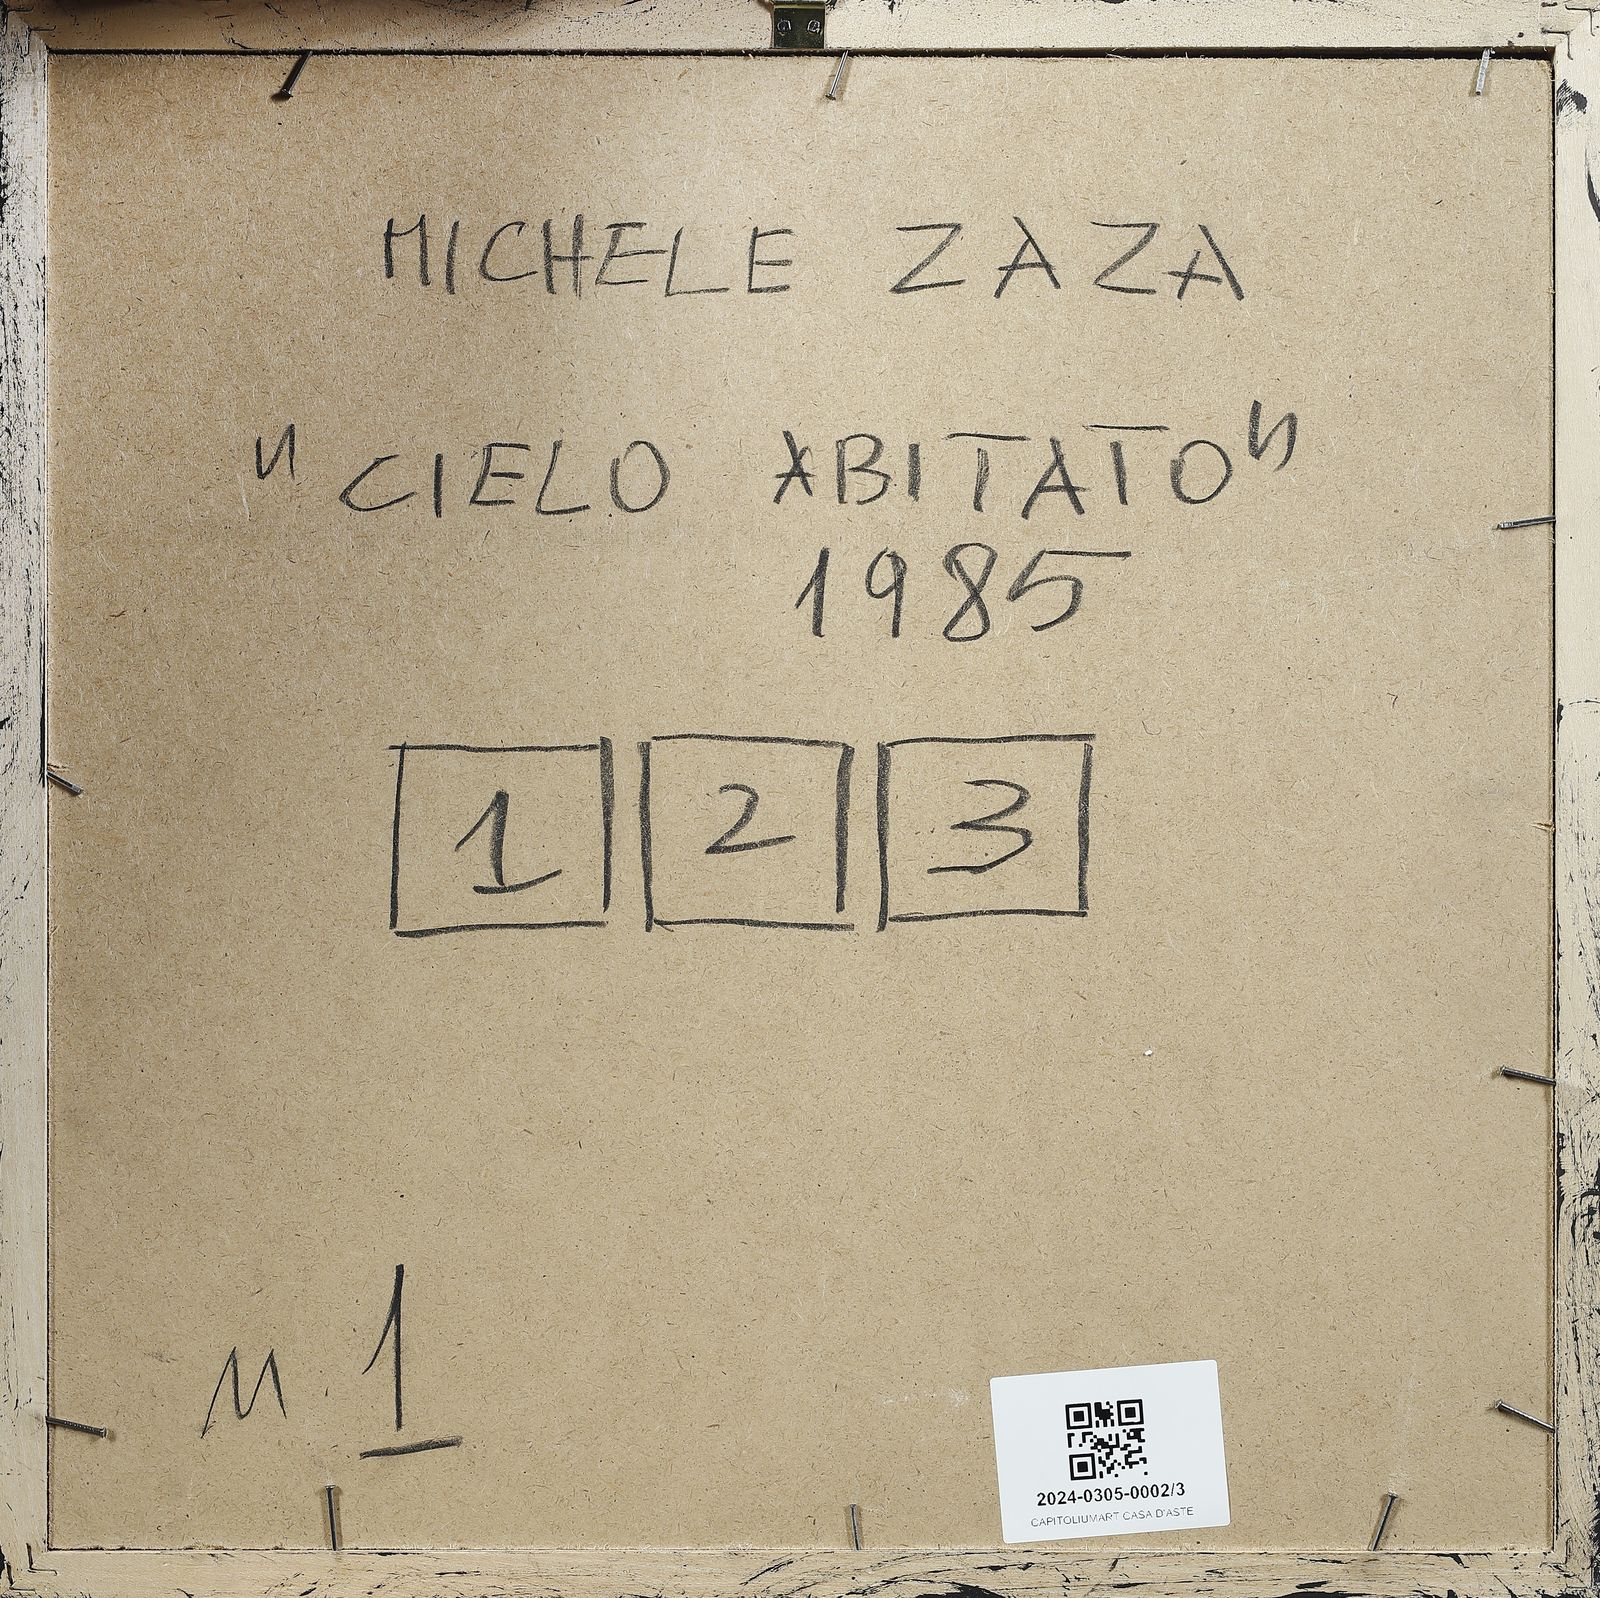 MICHELE ZAZA
"CIELO ABITATO"
1985
1 2 3
n. 1
2024-0305-0002/3
CAPITOLIUMART CASA D'ASTE